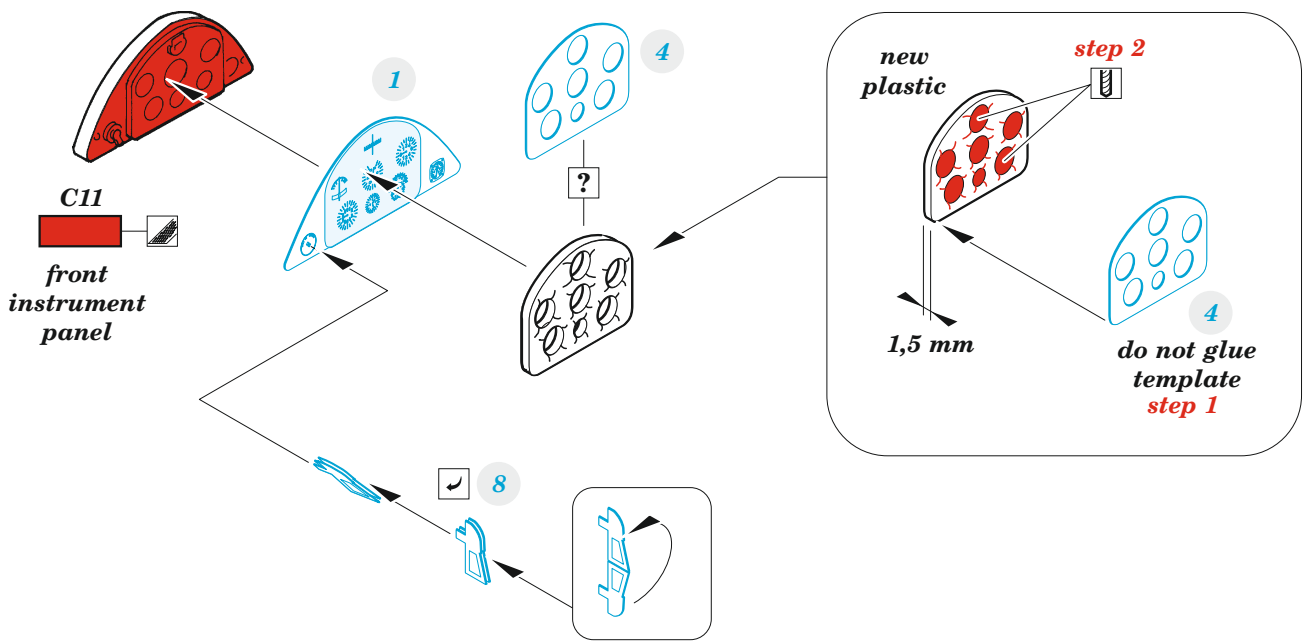 1
4
?
C11
front
instrument
panel
8
new
plastic
step 2
1,5 mm
4
do not glue
template
step 1